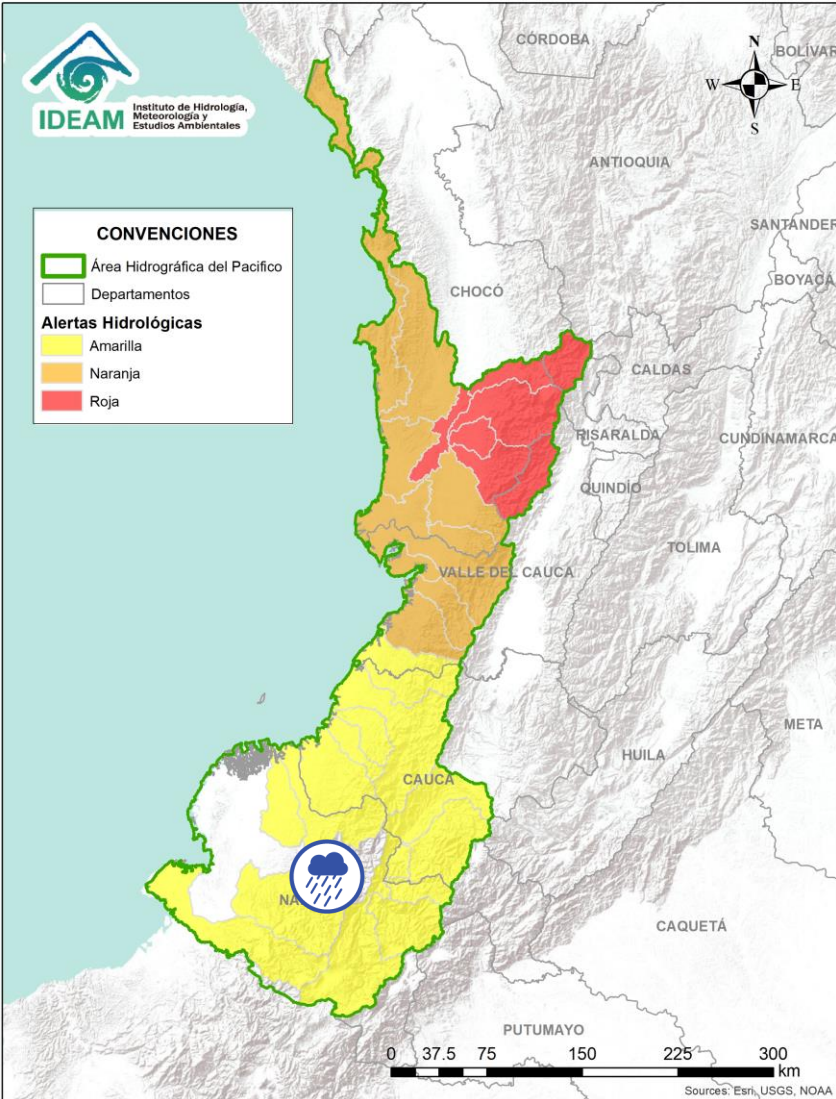 IDEAM
Instituto de Hidrología,
Meteorología y
Estudios Ambientales
CÓRDOBA
BOLÍVAR
N
W
E
S
ANTIOQUIA
SANTANDER
BOYACÁ
CONVENCIONES
Área Hidrográfica del Pacifico
Departamentos
Alertas Hidrológicas
Amarilla
Naranja
Roja
CHOCÓ
CALDAS
RISARALDA
CUNDINAMARCA
QUINDÍO
TOLIMA
VALLE DEL CAUCA
META
HUILA
CAUCA
NA
CAQUETÁ
PUTUMAYO
0 37.5 75 150 225 300
km
Sources: Esri, USGS, NOAA